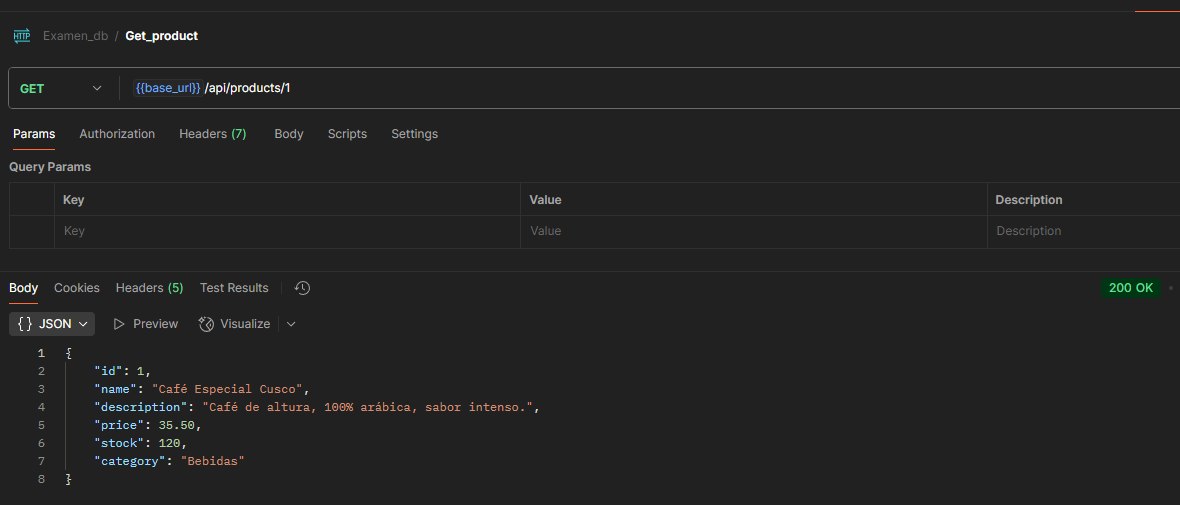 HTTP Examen_db / Get_product
GET {{base_url}}/api/products/1
Params Authorization Headers (7) Body Scripts Settings
Query Params
Key Value Description
Key Value Description
Body Cookies Headers (5) Test Results 200 OK
{} JSON Preview Visualize
1 {
2 "id": 1,
3 "name": "Café Especial Cusco",
4 "description": "Café de altura, 100% arábica, sabor intenso.",
5 "price": 35.50,
6 "stock": 120,
7 "category": "Bebidas"
8 }